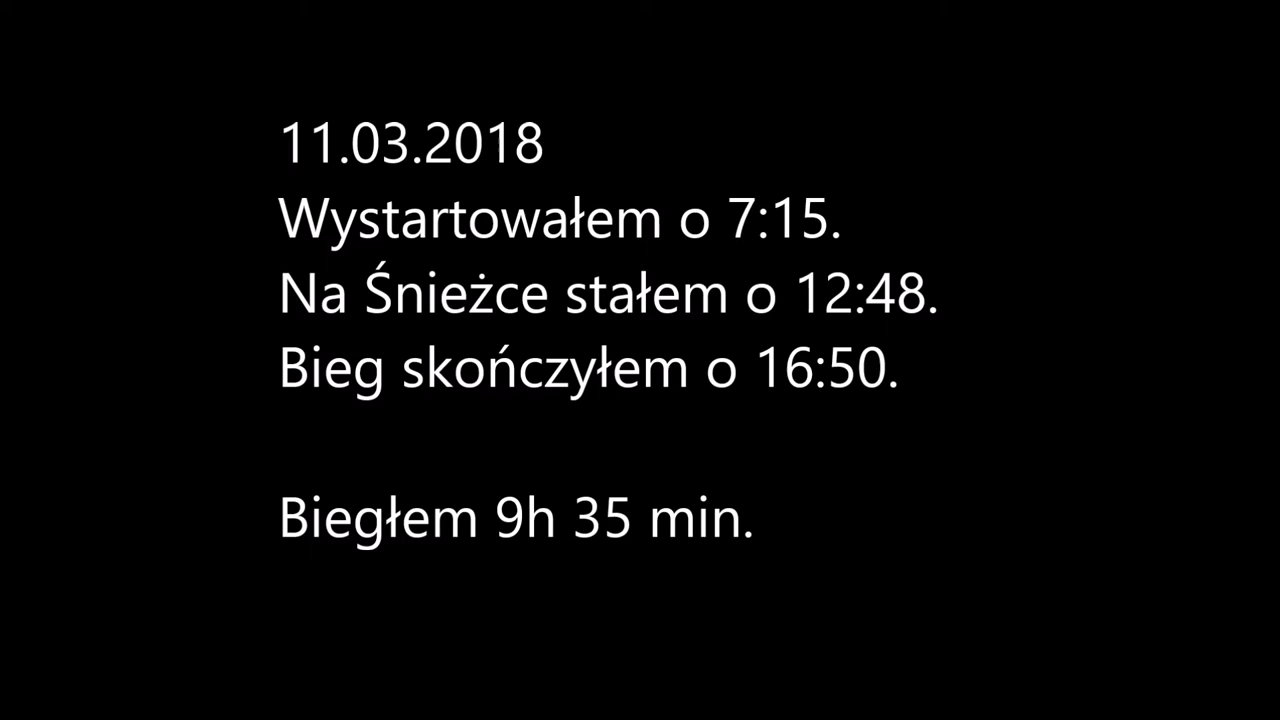 11.03.2018
Wystartowałem o 7:15.
Na Śnieżce stałem o 12:48.
Bieg skończyłem o 16:50.
Biegłem 9h 35 min.